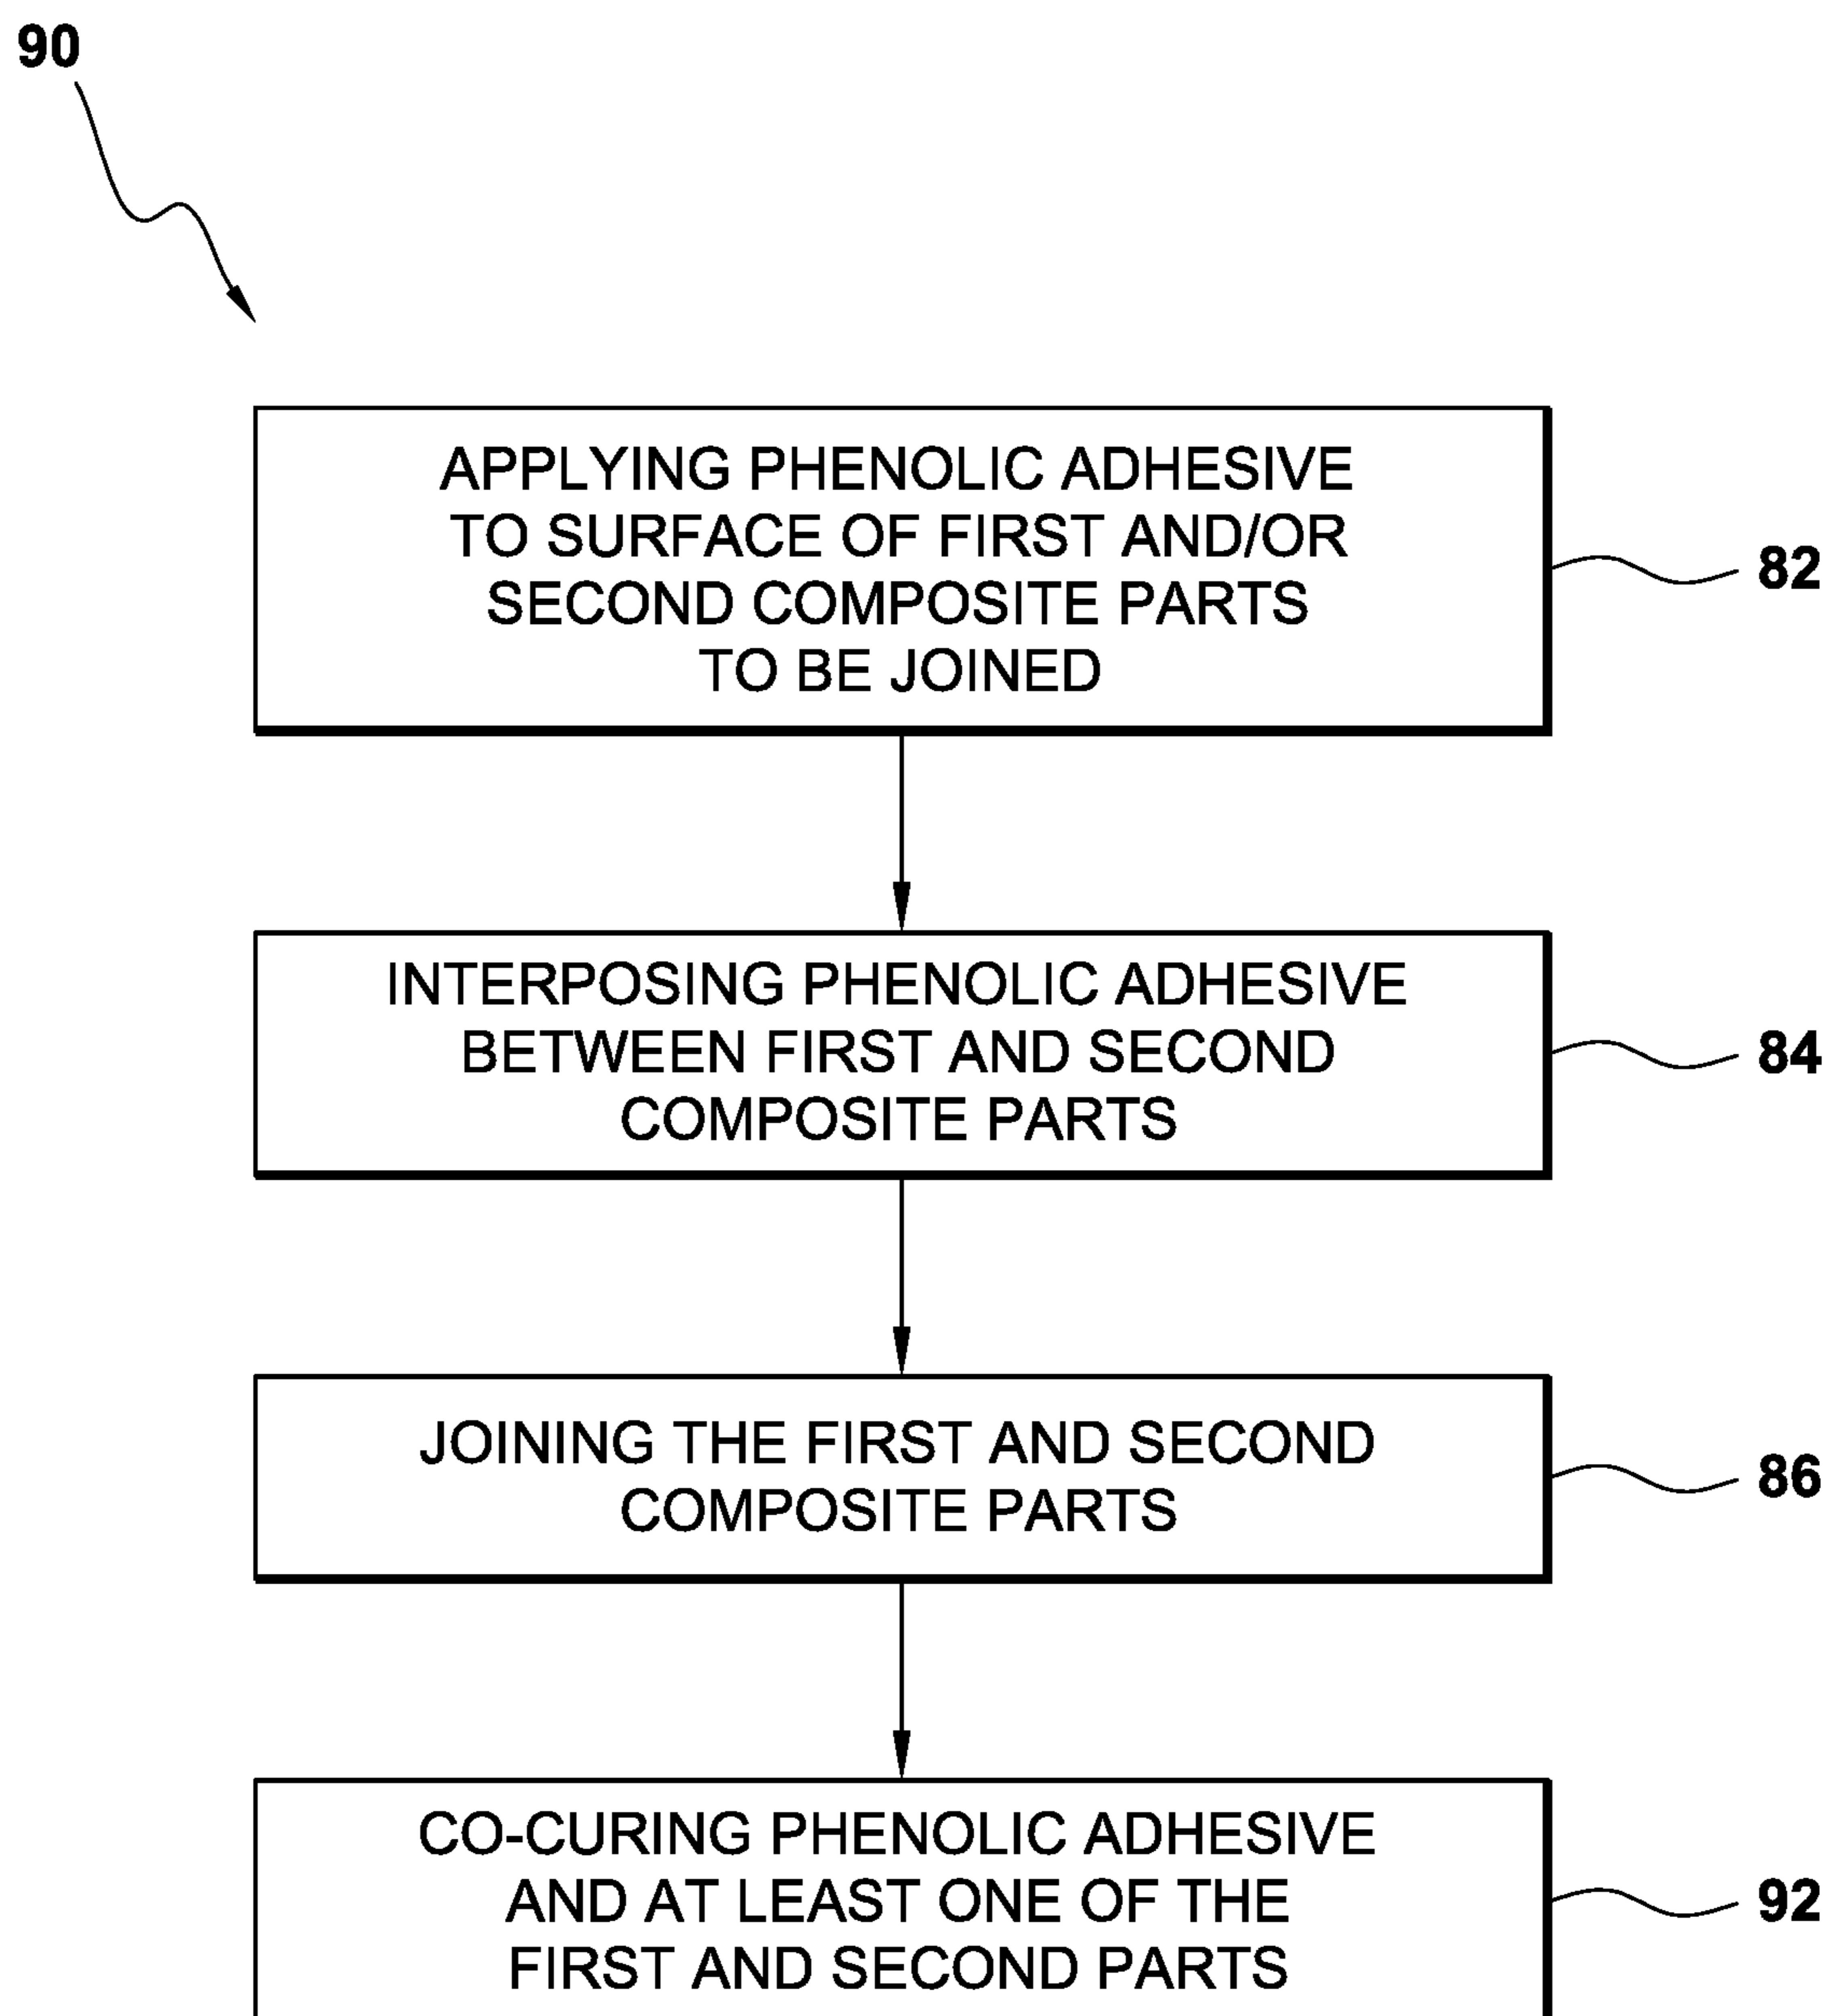 90
APPLYING PHENOLIC ADHESIVE
TO SURFACE OF FIRST AND/OR
SECOND COMPOSITE PARTS
TO BE JOINED
82
INTERPOSING PHENOLIC ADHESIVE
BETWEEN FIRST AND SECOND
COMPOSITE PARTS
84
JOINING THE FIRST AND SECOND
COMPOSITE PARTS
86
CO-CURING PHENOLIC ADHESIVE
AND AT LEAST ONE OF THE
FIRST AND SECOND PARTS
92